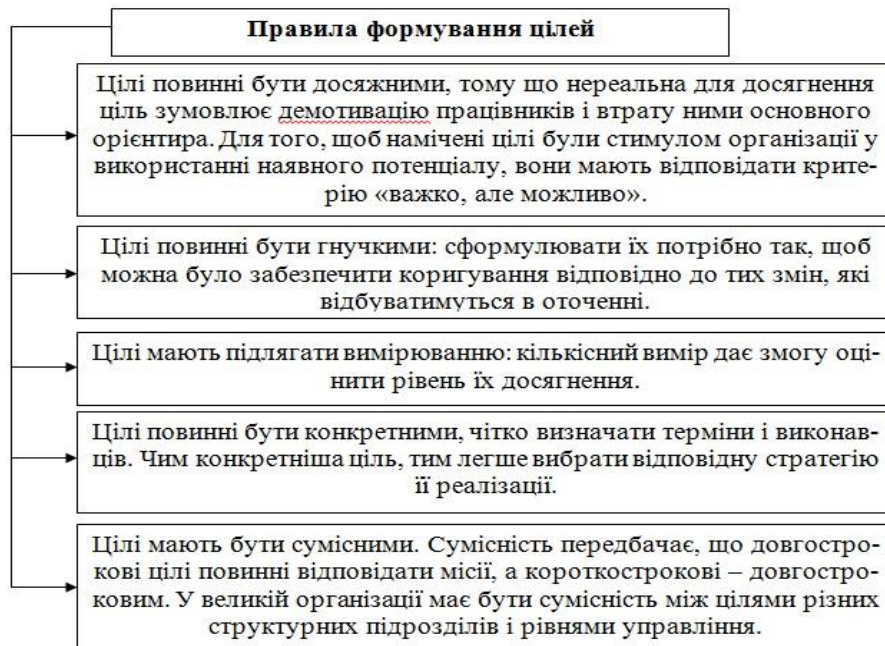 Правила формування цілей
Цілі повинні бути досяжними, тому що нереальна для досягнення
ціль зумовлює демотивацію працівників і втрату ними основного
орієнтира. Для того, щоб намічені цілі були стимулом організації у
використанні наявного потенціалу, вони мають відповідати крите-
рію «важко, але можливо».
Цілі повинні бути гнучкими: сформулювати їх потрібно так, щоб
можна було забезпечити коригування відповідно до тих змін, які
відбуватимуться в оточенні.
Цілі мають підлягати вимірюванню: кількісний вимір дає змогу оці-
нити рівень їх досягнення.
Цілі повинні бути конкретними, чітко визначати терміни і виконав-
ців. Чим конкретніша ціль, тим легше вибрати відповідну стратегію
її реалізації.
Цілі мають бути сумісними. Сумісність передбачає, що довгостро-
кові цілі повинні відповідати місії, а короткострокові – довгостро-
ковим. У великій організації має бути сумісність між цілями різних
структурних підрозділів і рівнями управління.